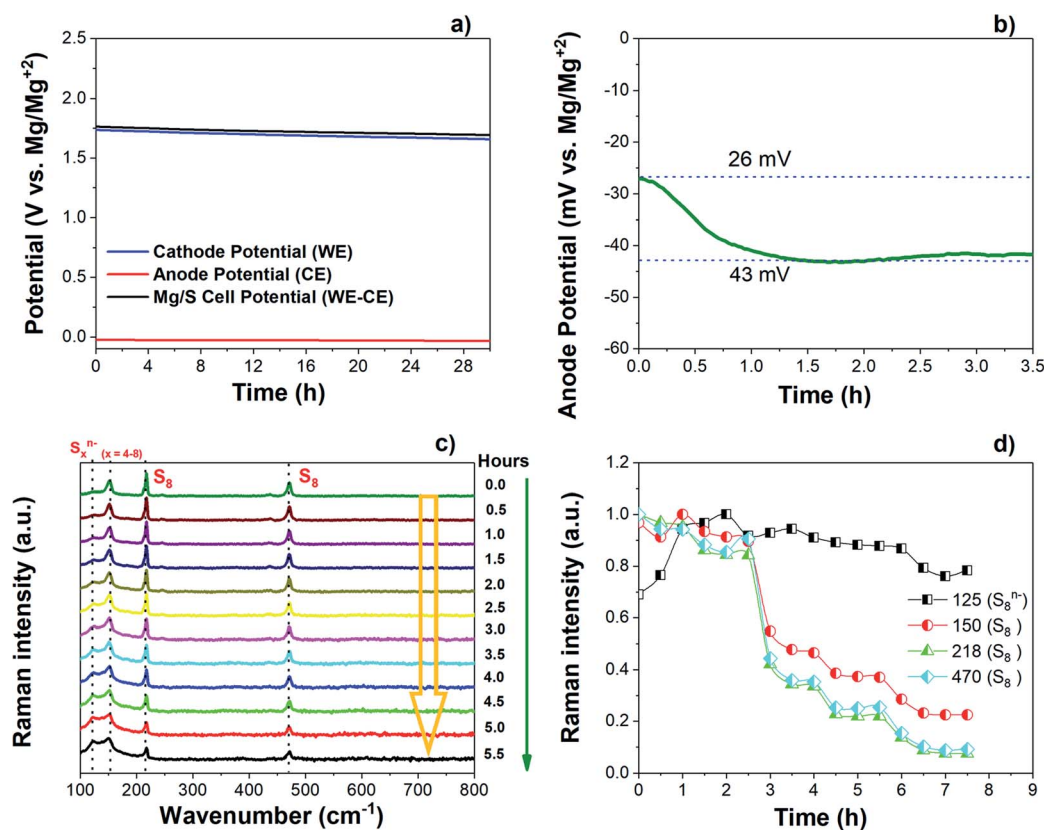 a)
2.5
2.0
1.5
1.0
0.5
0.0
Potential (V vs. Mg/Mg⁺²)
Cathode Potential (WE)
Anode Potential (CE)
Mg/S Cell Potential (WE-CE)
0 4 8 12 16 20 24 28
Time (h)
b)
0
-10
-20
-30
-40
-50
-60
Anode Potential (mV vs. Mg/Mg⁺²)
26 mV
43 mV
0.0 0.5 1.0 1.5 2.0 2.5 3.0 3.5
Time (h)
c)
Sₓⁿ⁻ (x = 4-8)
S₈
S₈
Hours
0.0
0.5
1.0
1.5
2.0
2.5
3.0
3.5
4.0
4.5
5.0
5.5
Raman intensity (a.u.)
100 200 300 400 500 600 700 800
Wavenumber (cm⁻¹)
d)
1.2
1.0
0.8
0.6
0.4
0.2
0.0
Raman intensity (a.u.)
125 (S₈ⁿ⁻)
150 (S₈ )
218 (S₈ )
470 (S₈ )
0 1 2 3 4 5 6 7 8 9
Time (h)